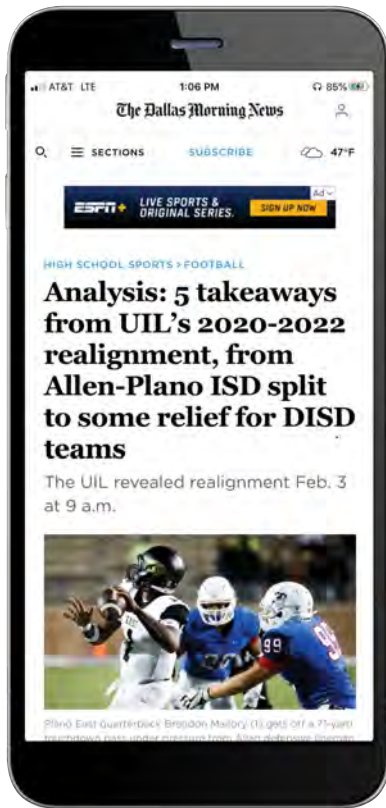 AT&T LTE 1:06 PM 85%
The Dallas Morning News
SECTIONS SUBSCRIBE 47°F
Ad
ESPN+ LIVE SPORTS & ORIGINAL SERIES. SIGN UP NOW
HIGH SCHOOL SPORTS > FOOTBALL
Analysis: 5 takeaways
from UIL’s 2020-2022
realignment, from
Allen-Plano ISD split
to some relief for DISD
teams
The UIL revealed realignment Feb. 3
at 9 a.m.
99
Plano East quarterback Brandon Mallory (1) gets off a 71-yard
touchdown pass under pressure from Allen defensive lineman